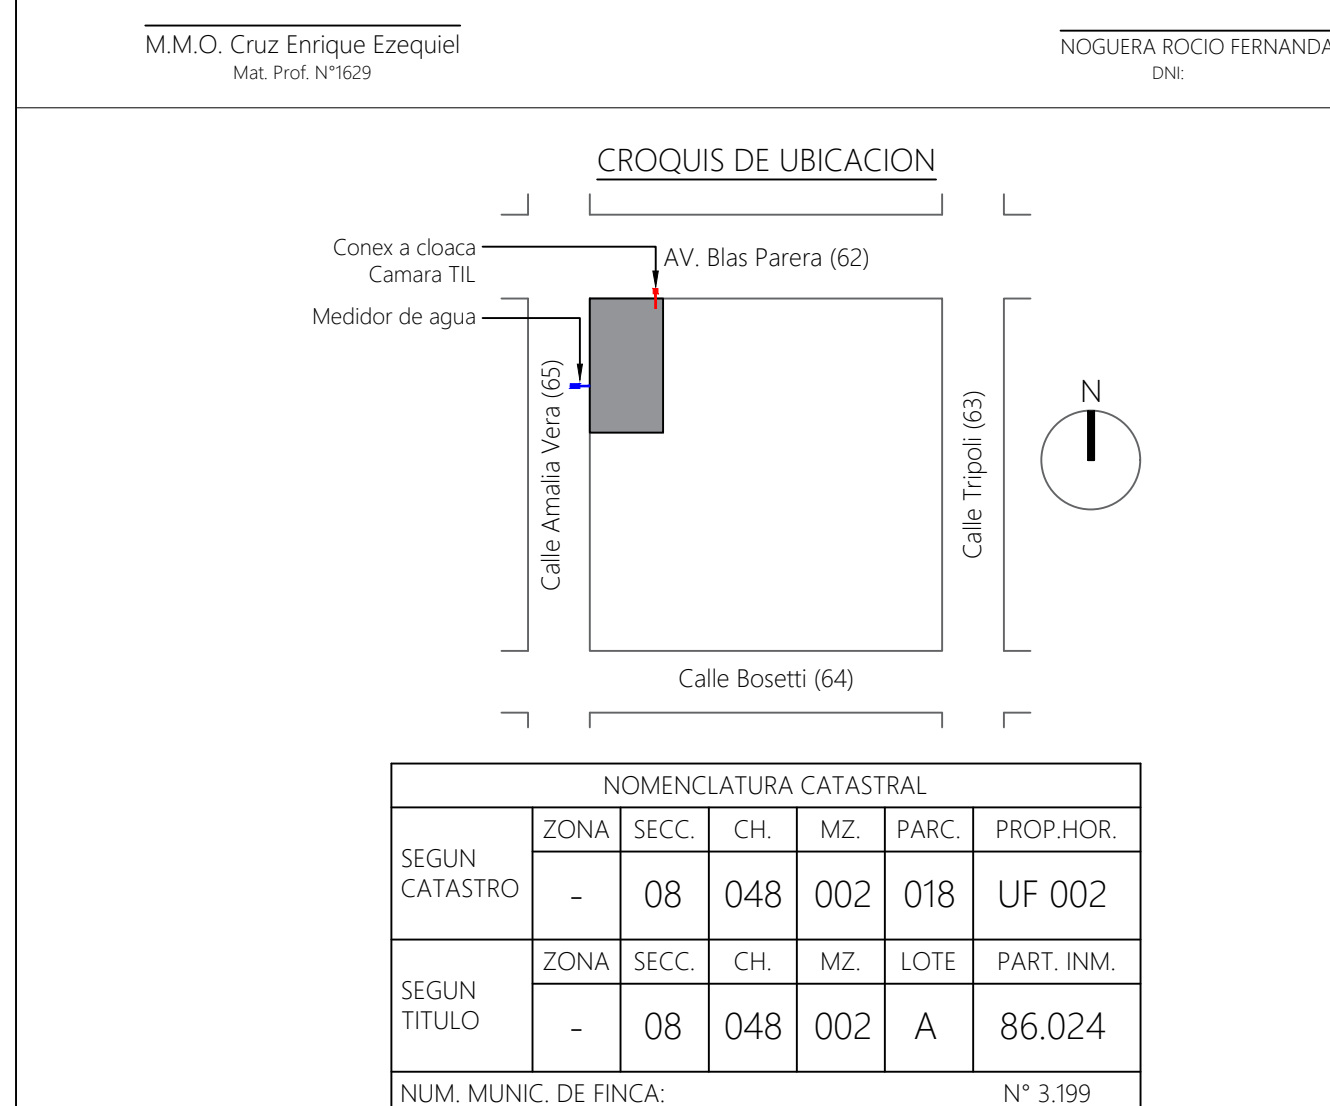 M.M.O. Cruz Enrique Ezequiel
Mat. Prof. N°1629
NOGUERA ROCIO FERNANDA
DNI:
CROQUIS DE UBICACION
Conex a cloaca
Camara TIL
AV. Blas Parera (62)
Medidor de agua
Calle Amalia Vera (65)
Calle Tripoli (63)
N
Calle Bosetti (64)
NOMENCLATURA CATASTRAL
SEGUN CATASTRO
ZONA SECC. CH. MZ. PARC. PROP.HOR.
- 08 048 002 018 UF 002
SEGUN TITULO
ZONA SECC. CH. MZ. LOTE PART. INM.
- 08 048 002 A 86.024
NUM. MUNIC. DE FINCA: N° 3.199